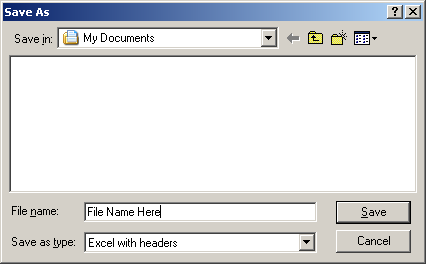 Save As
Save in: My Documents
File name: File Name Here
Save
Save as type: Excel with headers
Cancel